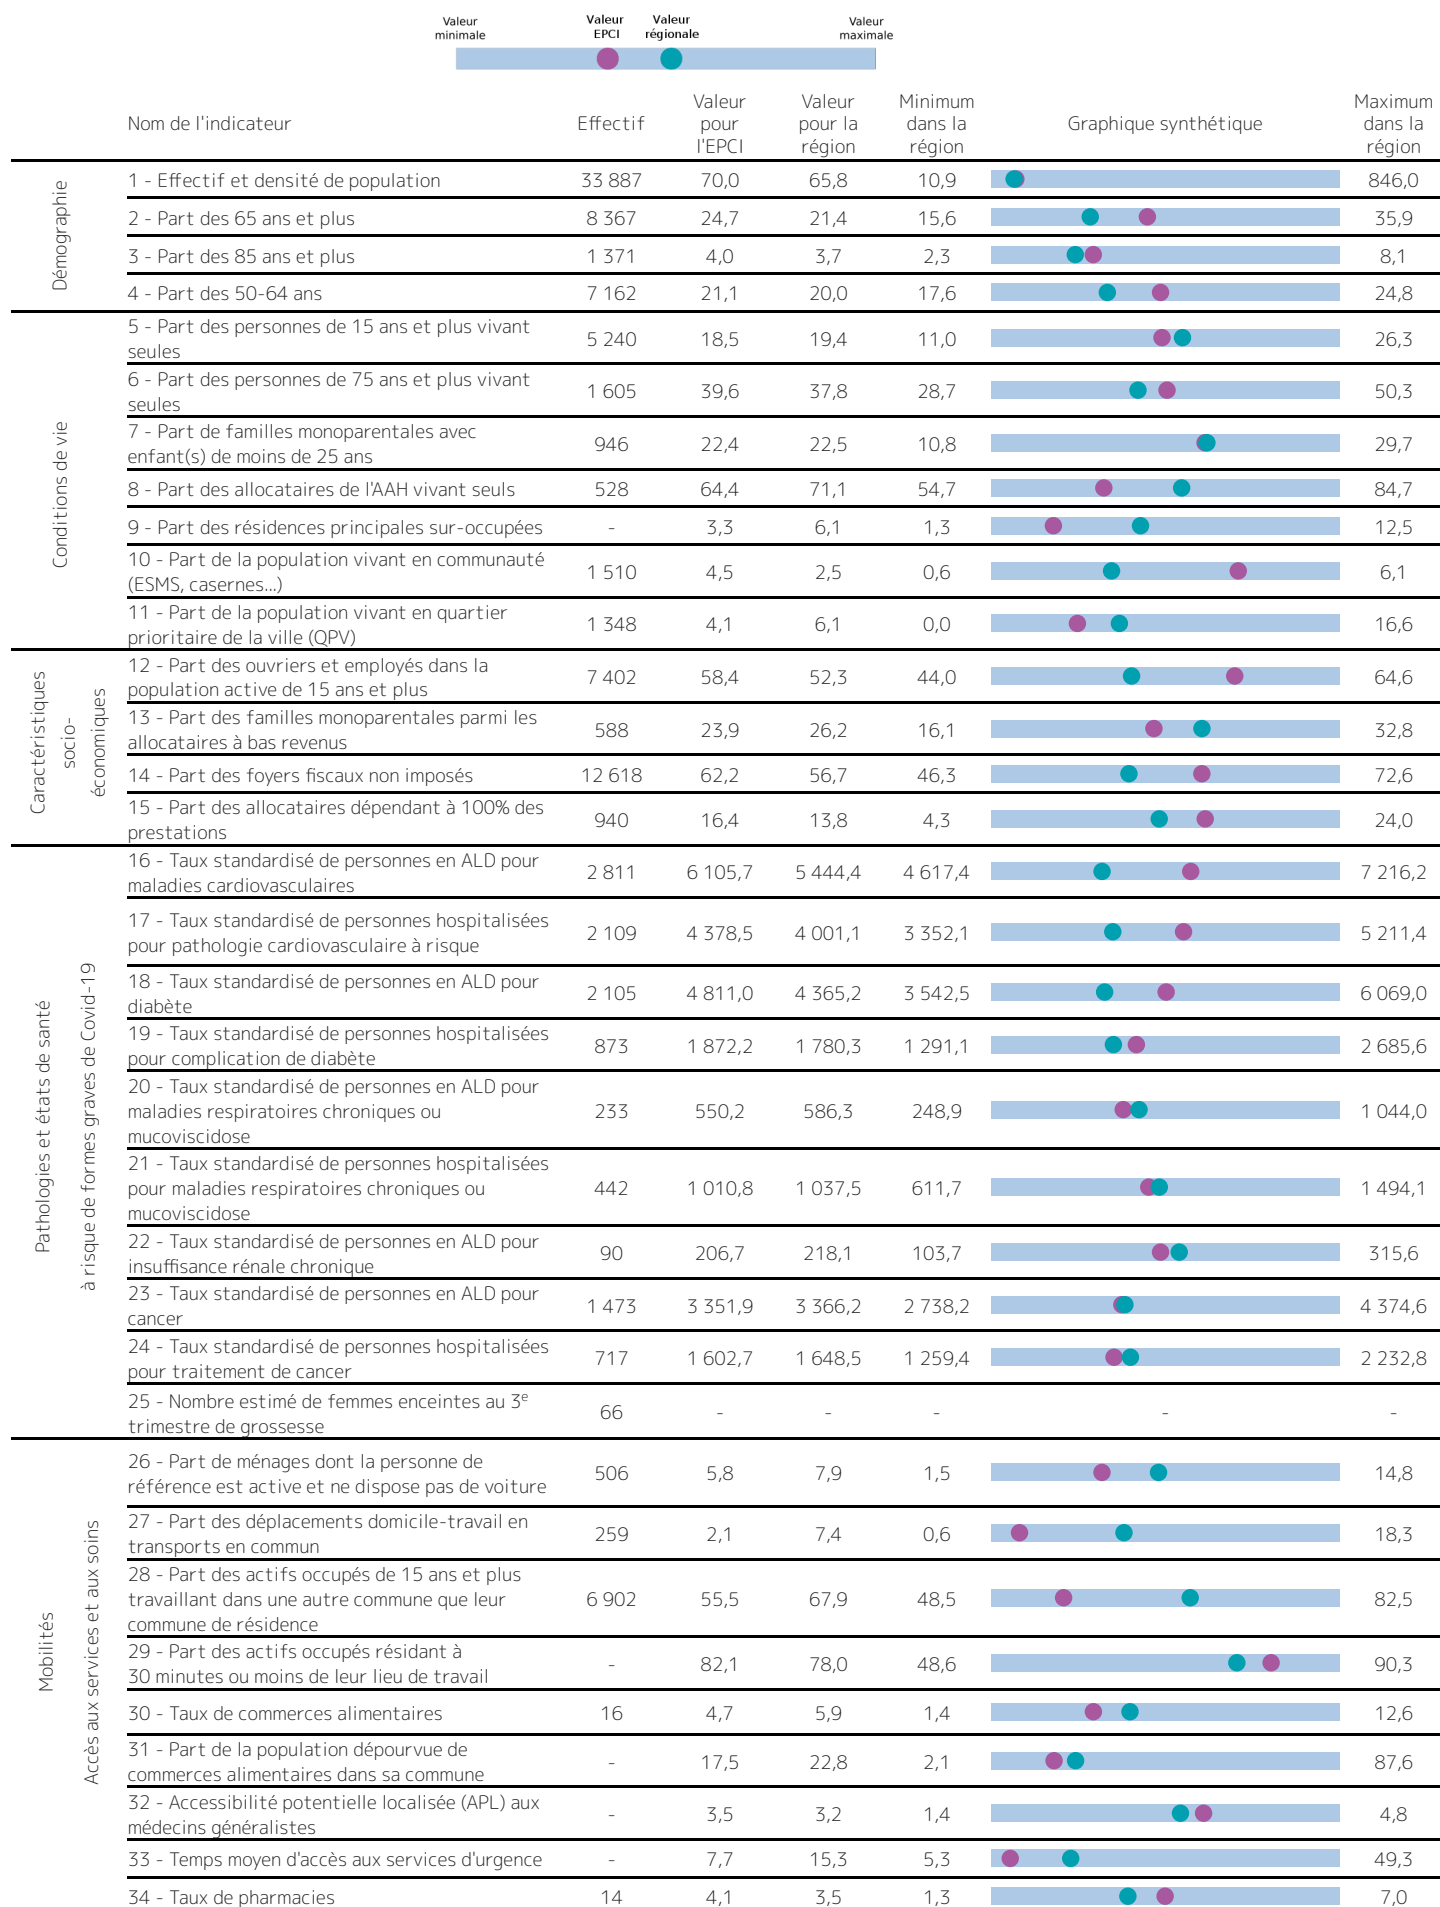 Valeur minimale
Valeur EPCI
Valeur régionale
Valeur maximale
Nom de l'indicateur
Effectif
Valeur pour l'EPCI
Valeur pour la région
Minimum dans la région
Graphique synthétique
Maximum dans la région
Démographie
1 - Effectif et densité de population 33 887 70,0 65,8 10,9 846,0
2 - Part des 65 ans et plus 8 367 24,7 21,4 15,6 35,9
3 - Part des 85 ans et plus 1 371 4,0 3,7 2,3 8,1
4 - Part des 50-64 ans 7 162 21,1 20,0 17,6 24,8
Conditions de vie
5 - Part des personnes de 15 ans et plus vivant
seules 5 240 18,5 19,4 11,0 26,3
6 - Part des personnes de 75 ans et plus vivant
seules 1 605 39,6 37,8 28,7 50,3
7 - Part de familles monoparentales avec
enfant(s) de moins de 25 ans 946 22,4 22,5 10,8 29,7
8 - Part des allocataires de l'AAH vivant seuls 528 64,4 71,1 54,7 84,7
9 - Part des résidences principales sur-occupées - 3,3 6,1 1,3 12,5
10 - Part de la population vivant en communauté
(ESMS, casernes...) 1 510 4,5 2,5 0,6 6,1
11 - Part de la population vivant en quartier
prioritaire de la ville (QPV) 1 348 4,1 6,1 0,0 16,6
Caractéristiques
socio-
économiques
12 - Part des ouvriers et employés dans la
population active de 15 ans et plus 7 402 58,4 52,3 44,0 64,6
13 - Part des familles monoparentales parmi les
allocataires à bas revenus 588 23,9 26,2 16,1 32,8
14 - Part des foyers fiscaux non imposés 12 618 62,2 56,7 46,3 72,6
15 - Part des allocataires dépendant à 100% des
prestations 940 16,4 13,8 4,3 24,0
Pathologies et états de santé
à risque de formes graves de Covid-19
16 - Taux standardisé de personnes en ALD pour
maladies cardiovasculaires 2 811 6 105,7 5 444,4 4 617,4 7 216,2
17 - Taux standardisé de personnes hospitalisées
pour pathologie cardiovasculaire à risque 2 109 4 378,5 4 001,1 3 352,1 5 211,4
18 - Taux standardisé de personnes en ALD pour
diabète 2 105 4 811,0 4 365,2 3 542,5 6 069,0
19 - Taux standardisé de personnes hospitalisées
pour complication de diabète 873 1 872,2 1 780,3 1 291,1 2 685,6
20 - Taux standardisé de personnes en ALD pour
maladies respiratoires chroniques ou
mucoviscidose 233 550,2 586,3 248,9 1 044,0
21 - Taux standardisé de personnes hospitalisées
pour maladies respiratoires chroniques ou
mucoviscidose 442 1 010,8 1 037,5 611,7 1 494,1
22 - Taux standardisé de personnes en ALD pour
insuffisance rénale chronique 90 206,7 218,1 103,7 315,6
23 - Taux standardisé de personnes en ALD pour
cancer 1 473 3 351,9 3 366,2 2 738,2 4 374,6
24 - Taux standardisé de personnes hospitalisées
pour traitement de cancer 717 1 602,7 1 648,5 1 259,4 2 232,8
25 - Nombre estimé de femmes enceintes au 3e
trimestre de grossesse 66 - - - - -
Mobilités
Accès aux services et aux soins
26 - Part de ménages dont la personne de
référence est active et ne dispose pas de voiture 506 5,8 7,9 1,5 14,8
27 - Part des déplacements domicile-travail en
transports en commun 259 2,1 7,4 0,6 18,3
28 - Part des actifs occupés de 15 ans et plus
travaillant dans une autre commune que leur
commune de résidence 6 902 55,5 67,9 48,5 82,5
29 - Part des actifs occupés résidant à
30 minutes ou moins de leur lieu de travail - 82,1 78,0 48,6 90,3
30 - Taux de commerces alimentaires 16 4,7 5,9 1,4 12,6
31 - Part de la population dépourvue de
commerces alimentaires dans sa commune - 17,5 22,8 2,1 87,6
32 - Accessibilité potentielle localisée (APL) aux
médecins généralistes - 3,5 3,2 1,4 4,8
33 - Temps moyen d'accès aux services d'urgence - 7,7 15,3 5,3 49,3
34 - Taux de pharmacies 14 4,1 3,5 1,3 7,0